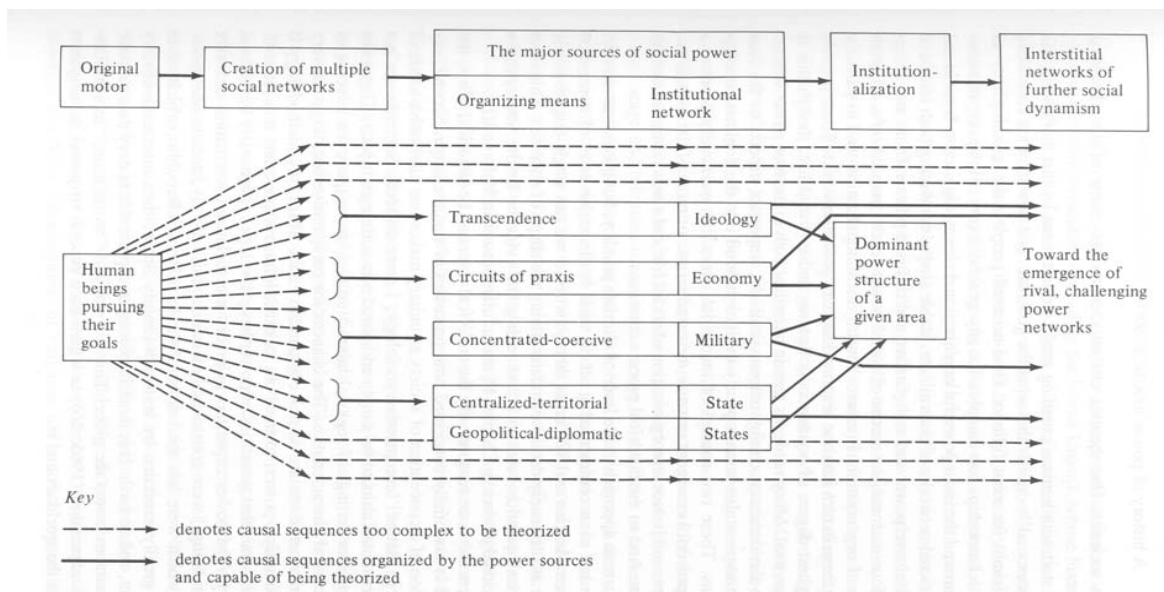 The major sources of social power
Original
motor
Creation of multiple
social networks
Organizing means
Institutional
network
Institution-
alization
Interstitial
networks of
further social
dynamism
Transcendence
Ideology
Human
beings
pursuing
their
goals
Circuits of praxis
Economy
Dominant
power
structure
of a
given area
Toward the
emergence of
rival, challenging
power
networks
Concentrated-coercive
Military
Centralized-territorial
State
Geopolitical-diplomatic
States
Key
denotes causal sequences too complex to be theorized
denotes causal sequences organized by the power sources
and capable of being theorized